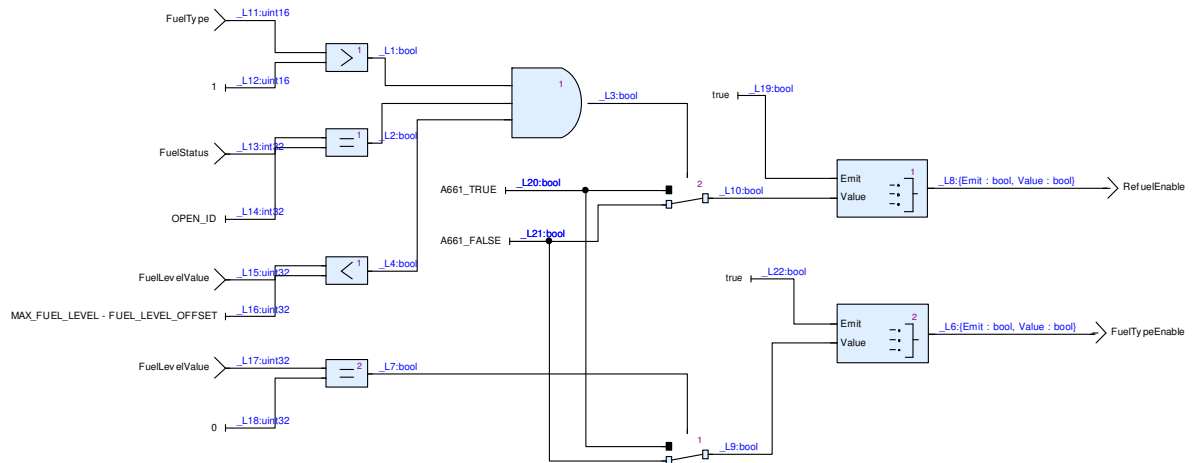 FuelType
_L11:uint16
1
_L1:bool
1
_L12:uint16
1
_L3:bool
true
_L19:bool
FuelStatus
_L13:int32
1
_L2:bool
OPEN_ID
_L14:int32
A661_TRUE
_L20:bool
2
_L10:bool
1
Emit
Value
_L8:{Emit : bool, Value : bool}
RefuelEnable
A661_FALSE
_L21:bool
FuelLevelValue
_L15:uint32
1
_L4:bool
MAX_FUEL_LEVEL - FUEL_LEVEL_OFFSET
_L16:uint32
true
_L22:bool
2
Emit
Value
_L6:{Emit : bool, Value : bool}
FuelTypeEnable
FuelLevelValue
_L17:uint32
2
_L7:bool
0
_L18:uint32
1
_L9:bool